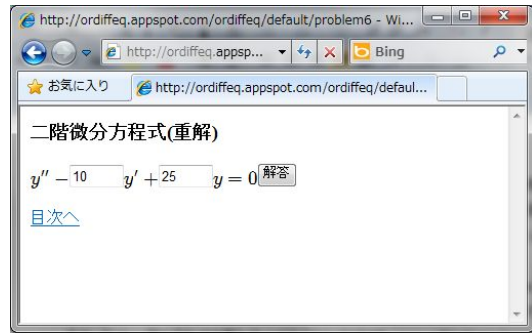 http://ordiffeq.appspot.com/ordiffeq/default/problem6 - Wi...
http://ordiffeq.appsp... Bing
お気に入り http://ordiffeq.appspot.com/ordiffeq/defaul...
二階微分方程式(重解)
y'' − 10 y' + 25 y = 0 解答
目次へ